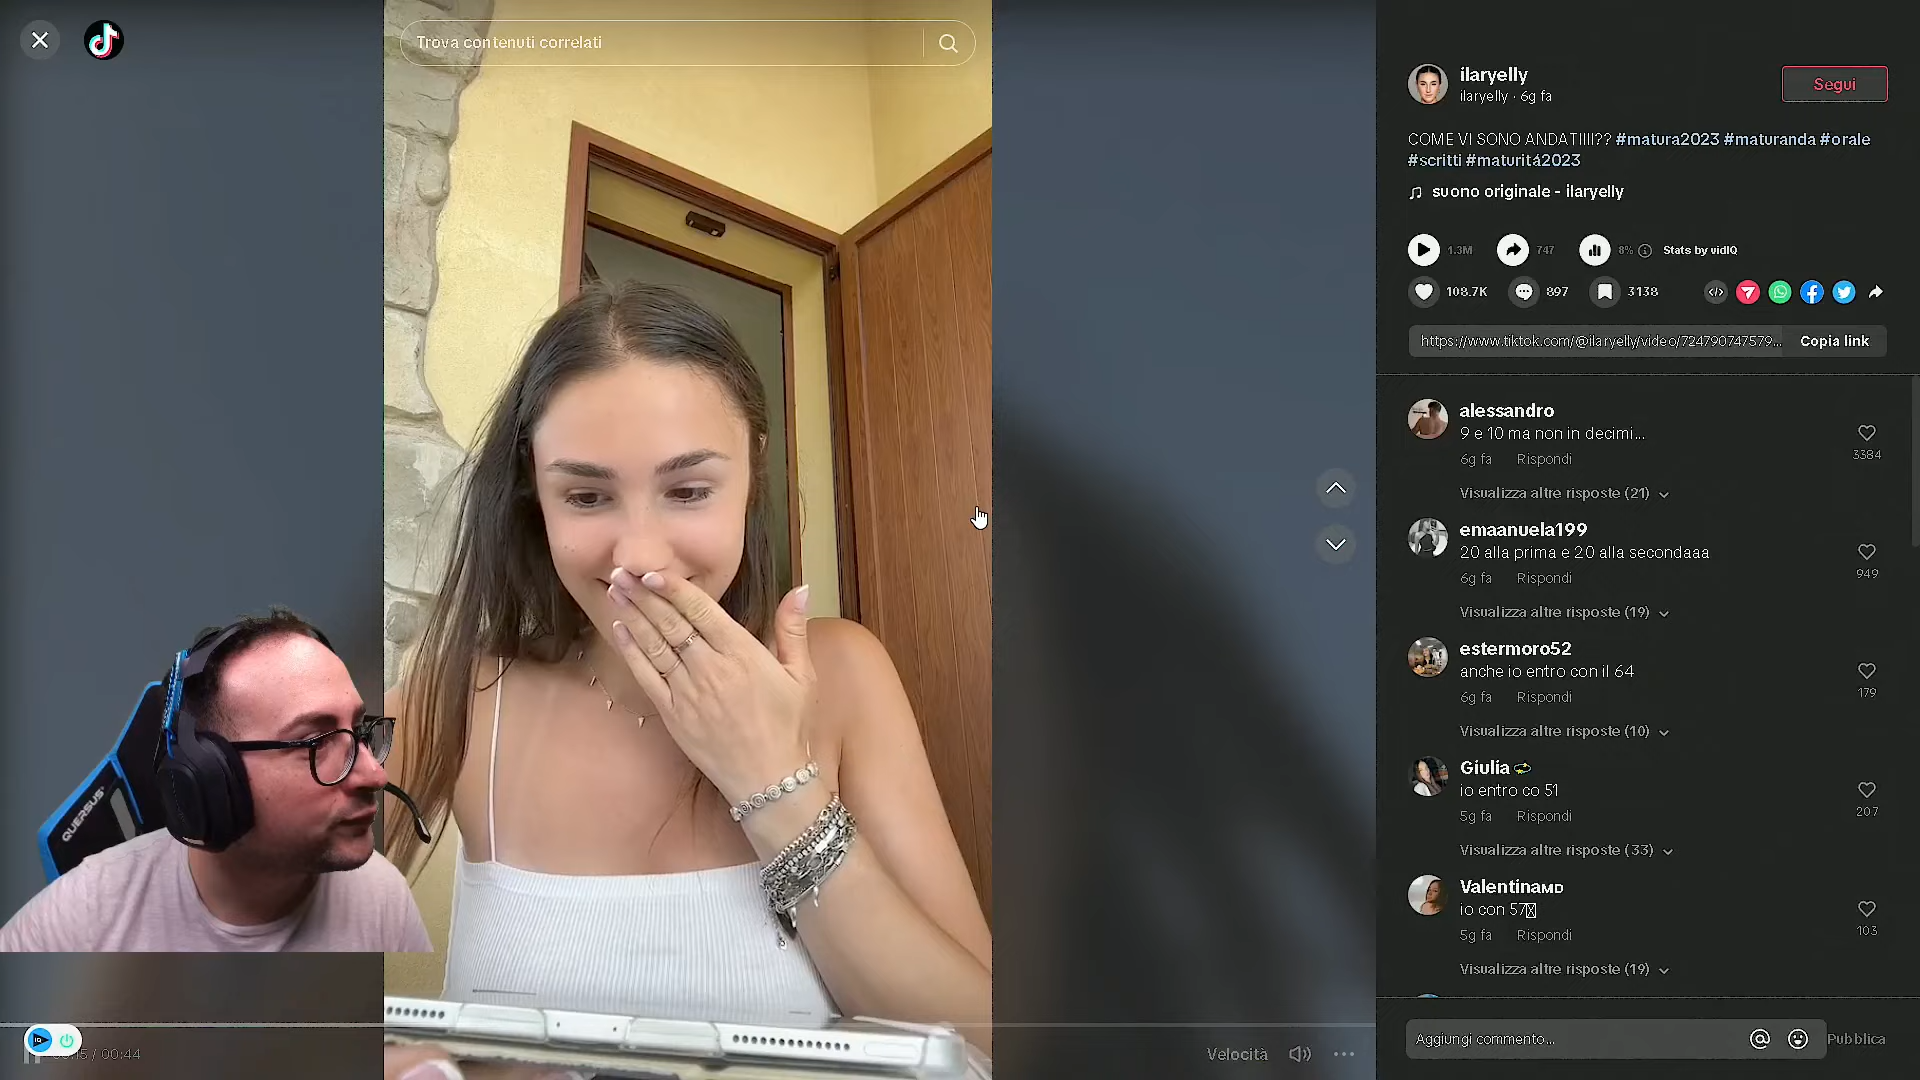 Trova contenuti correlati
ilaryelly
ilaryelly · 6g fa
Segui
COME VI SONO ANDATIIII?? #matura2023 #maturanda #orale
#scritti #maturitá2023
suono originale - ilaryelly
1.3M
747
8%
Stats by vidIQ
108.7K
897
3138
https://www.tiktok.com/@ilaryelly/video/724790747579...
Copia link
alessandro
9 e 10 ma non in decimi...
6g fa
Rispondi
3384
Visualizza altre risposte (21)
emaanuela199
20 alla prima e 20 alla secondaaa
6g fa
Rispondi
949
Visualizza altre risposte (19)
estermoro52
anche io entro con il 64
6g fa
Rispondi
179
Visualizza altre risposte (10)
Giulia
io entro co 51
5g fa
Rispondi
207
Visualizza altre risposte (33)
ValentinaMD
io con 57
5g fa
Rispondi
103
Visualizza altre risposte (19)
Aggiungi commento...
Pubblica
QUERSUS
IQ
/ 00:44
Velocità